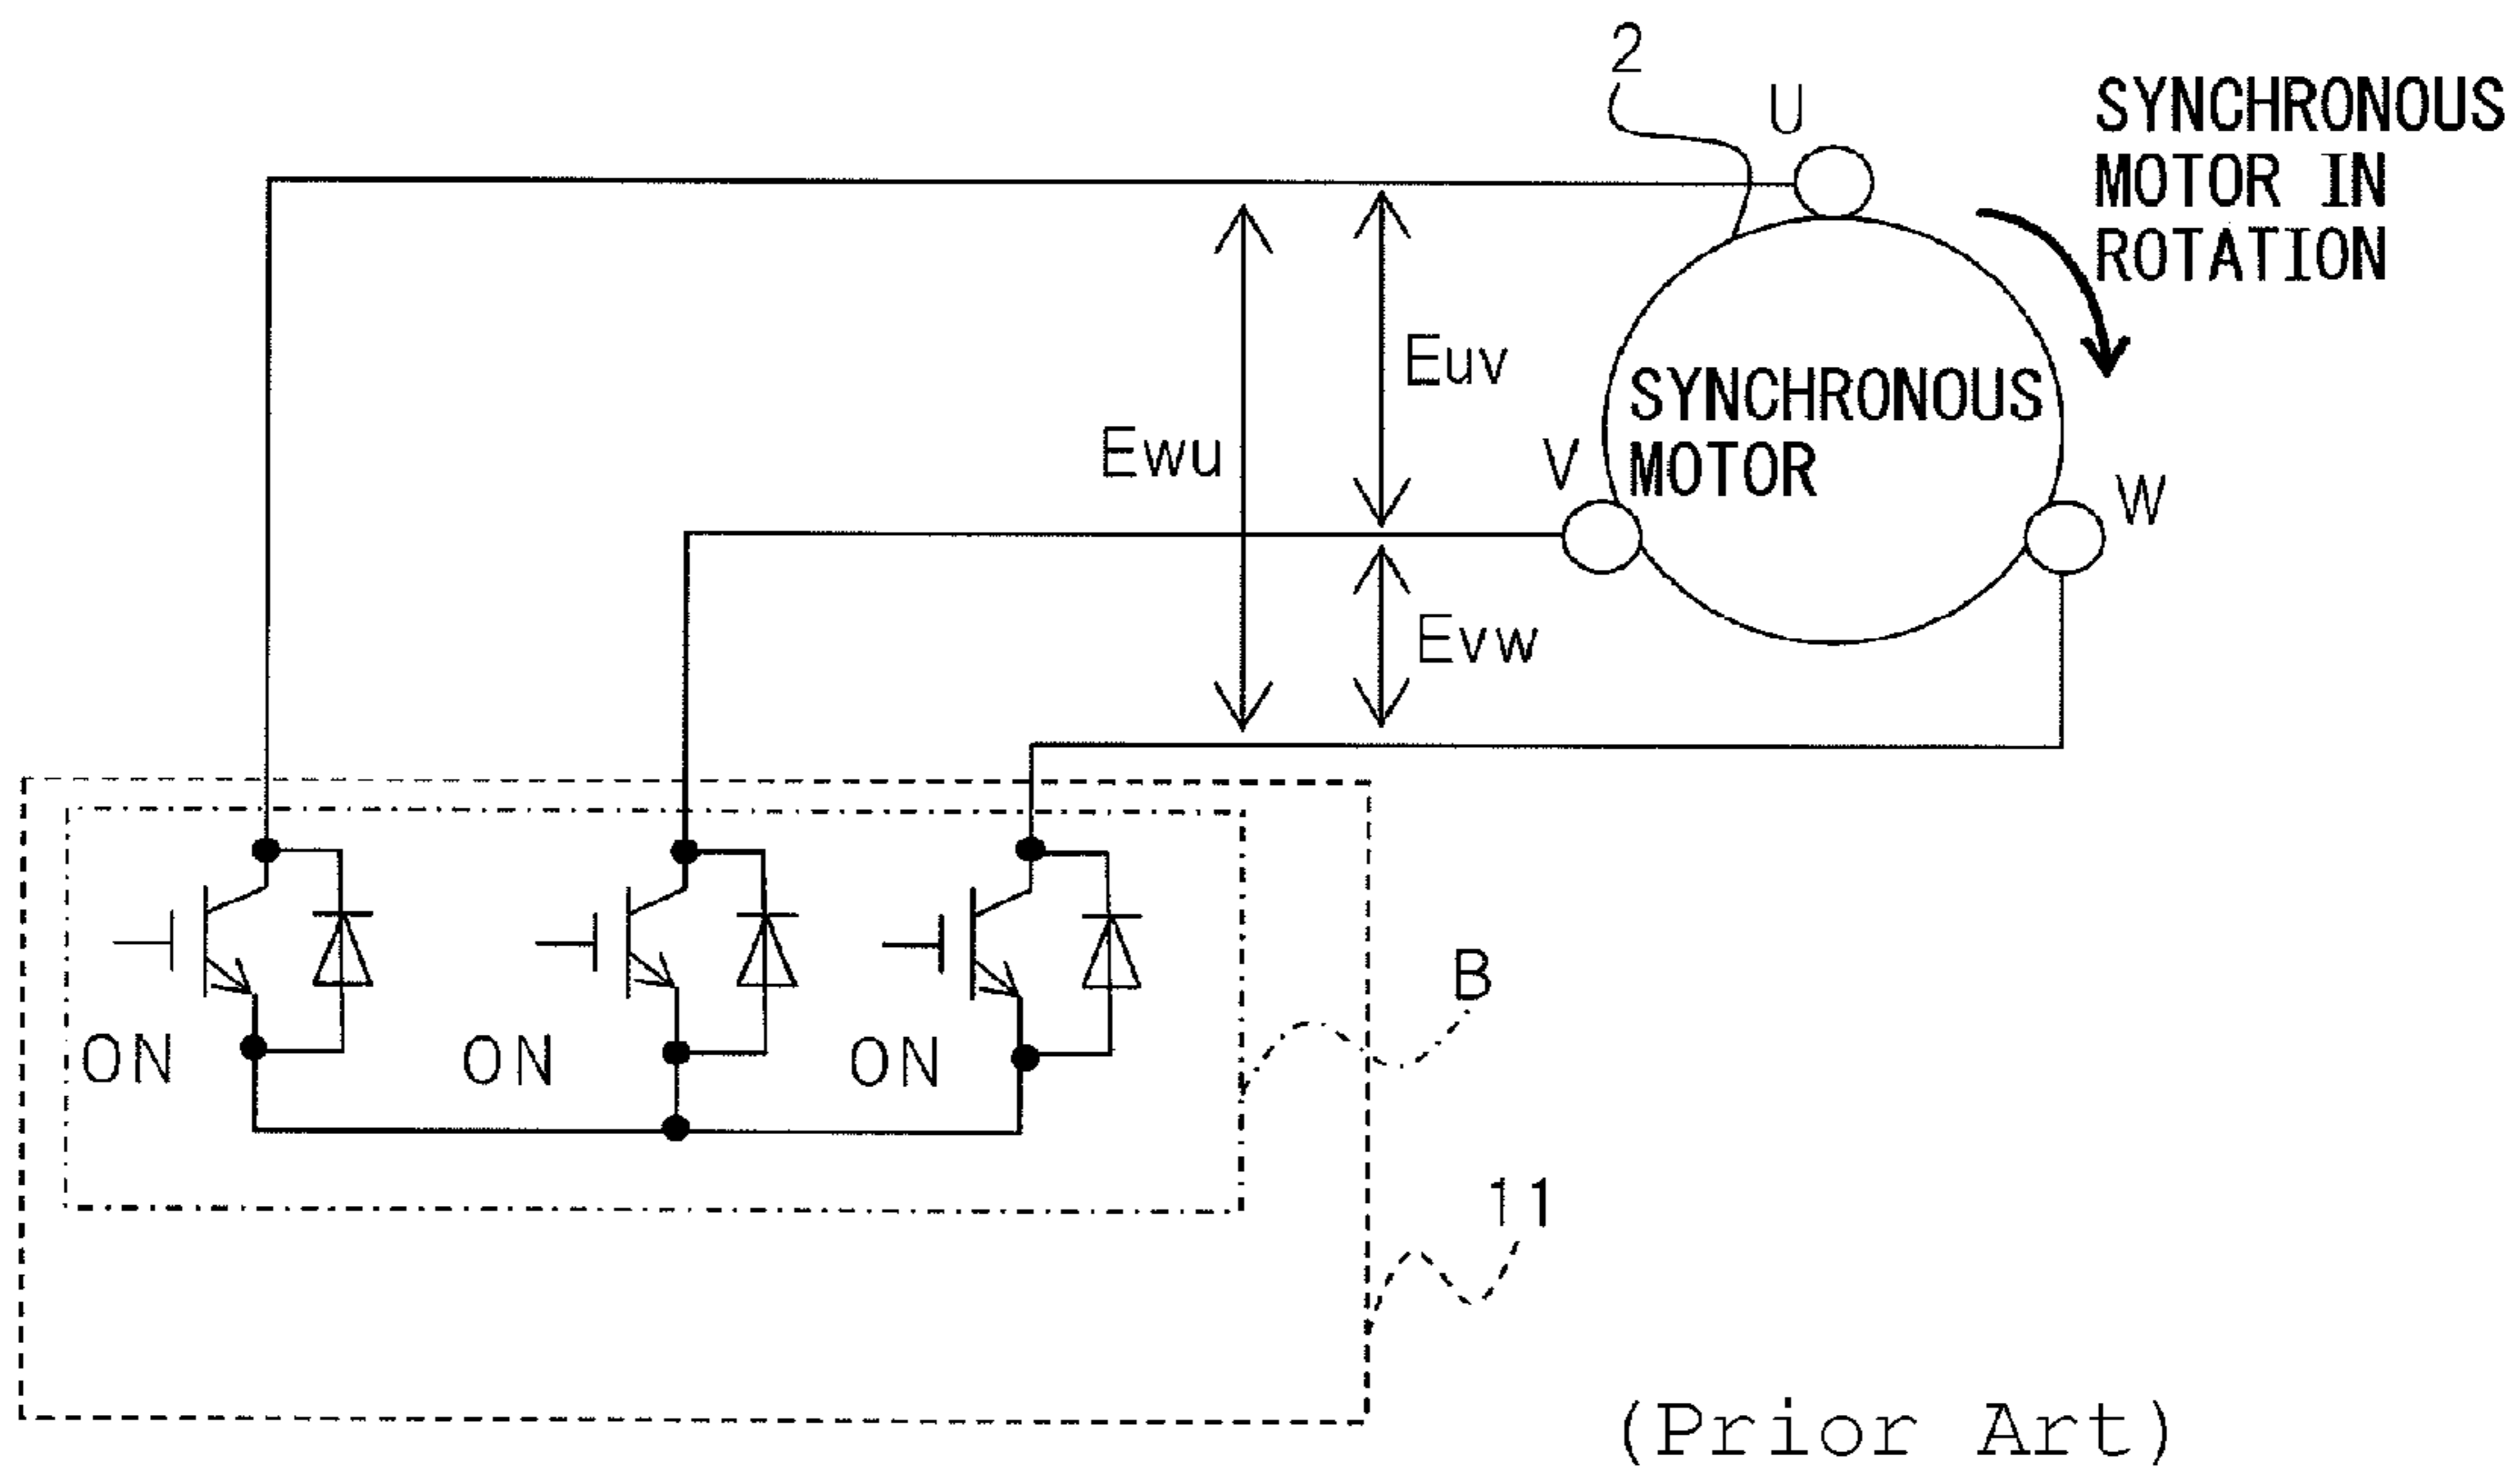 2
U
SYNCHRONOUS
MOTOR IN
ROTATION
Euv
SYNCHRONOUS
Ewu
V
MOTOR
W
Evw
B
ON
ON
ON
11
(Prior Art)